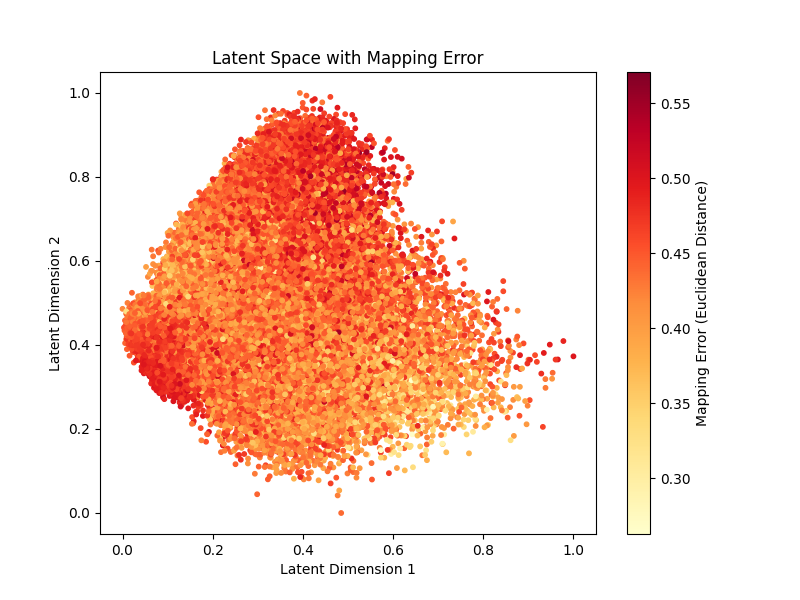 Latent Space with Mapping Error
1.0
0.8
0.6
0.4
0.2
0.0
Latent Dimension 2
0.0 0.2 0.4 0.6 0.8 1.0
Latent Dimension 1
0.55
0.50
0.45
0.40
0.35
0.30
Mapping Error (Euclidean Distance)